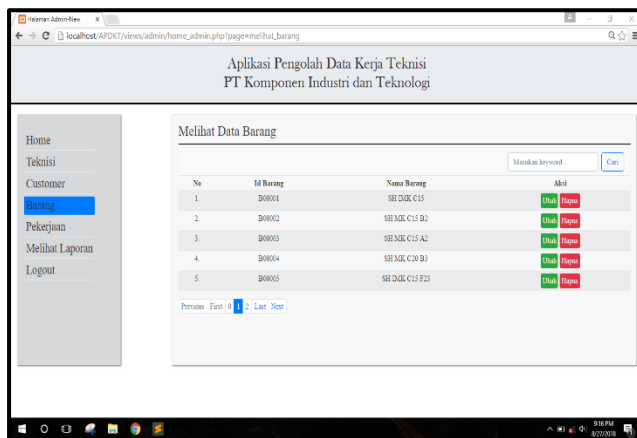 Halaman Admin-New
localhost/APDKT/views/admin/home_admin.php?page=melihat_barang
Aplikasi Pengolah Data Kerja Teknisi
PT Komponen Industri dan Teknologi
Home
Teknisi
Customer
Barang
Pekerjaan
Melihat Laporan
Logout
Melihat Data Barang
Masukan keyword Cari
No Id Barang Nama Barang Aksi
1. B00001 SH IMK C15 Ubah Hapus
2. B00002 SH MK C15 B2 Ubah Hapus
3. B00003 SH MK C15 A2 Ubah Hapus
4. B00004 SH MK C20 B3 Ubah Hapus
5. B00005 SH IMK C15 F23 Ubah Hapus
Previous First 0 1 2 Last Next
9:16 PM
8/27/2018